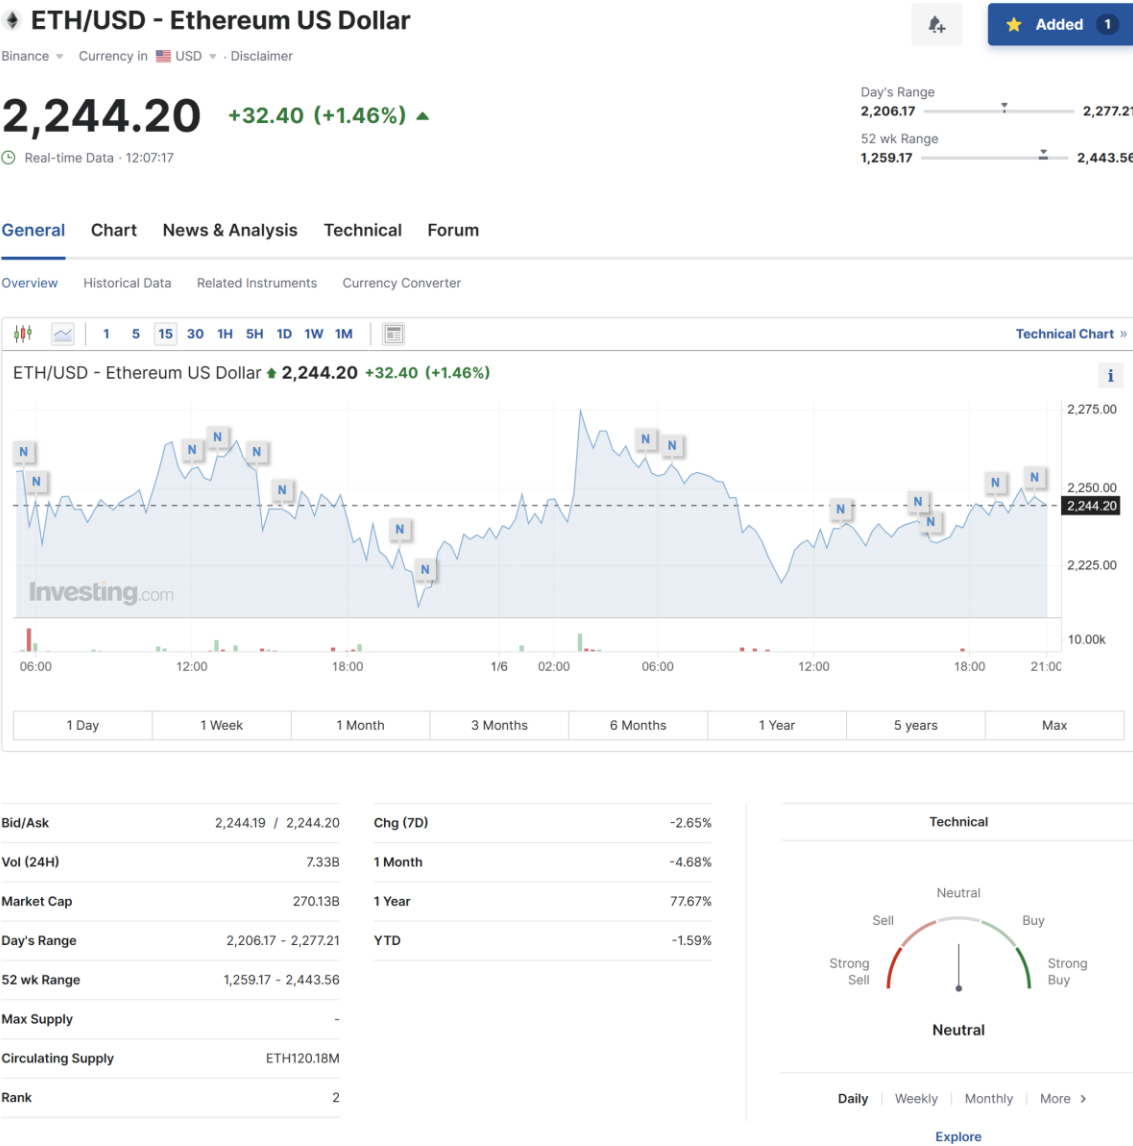 ETH/USD - Ethereum US Dollar
Added 1
Binance Currency in USD · Disclaimer
2,244.20 +32.40 (+1.46%)
Real-time Data · 12:07:17
Day's Range
2,206.17 2,277.21
52 wk Range
1,259.17 2,443.56
General Chart News & Analysis Technical Forum
Overview Historical Data Related Instruments Currency Converter
1 5 15 30 1H 5H 1D 1W 1M
Technical Chart »
ETH/USD - Ethereum US Dollar 2,244.20 +32.40 (+1.46%)
i
2,275.00
N N N N N N N
N N N
2,250.00
N N N
2,244.20
N N
2,225.00
N
Investing.com
10.00k
06:00 12:00 18:00 1/6 02:00 06:00 12:00 18:00 21:00
1 Day 1 Week 1 Month 3 Months 6 Months 1 Year 5 years Max
Bid/Ask 2,244.19 / 2,244.20
Vol (24H) 7.33B
Market Cap 270.13B
Day's Range 2,206.17 - 2,277.21
52 wk Range 1,259.17 - 2,443.56
Max Supply -
Circulating Supply ETH120.18M
Rank 2
Chg (7D) -2.65%
1 Month -4.68%
1 Year 77.67%
YTD -1.59%
Technical
Neutral
Sell Buy
Strong Sell Strong Buy
Neutral
Daily Weekly Monthly More >
Explore